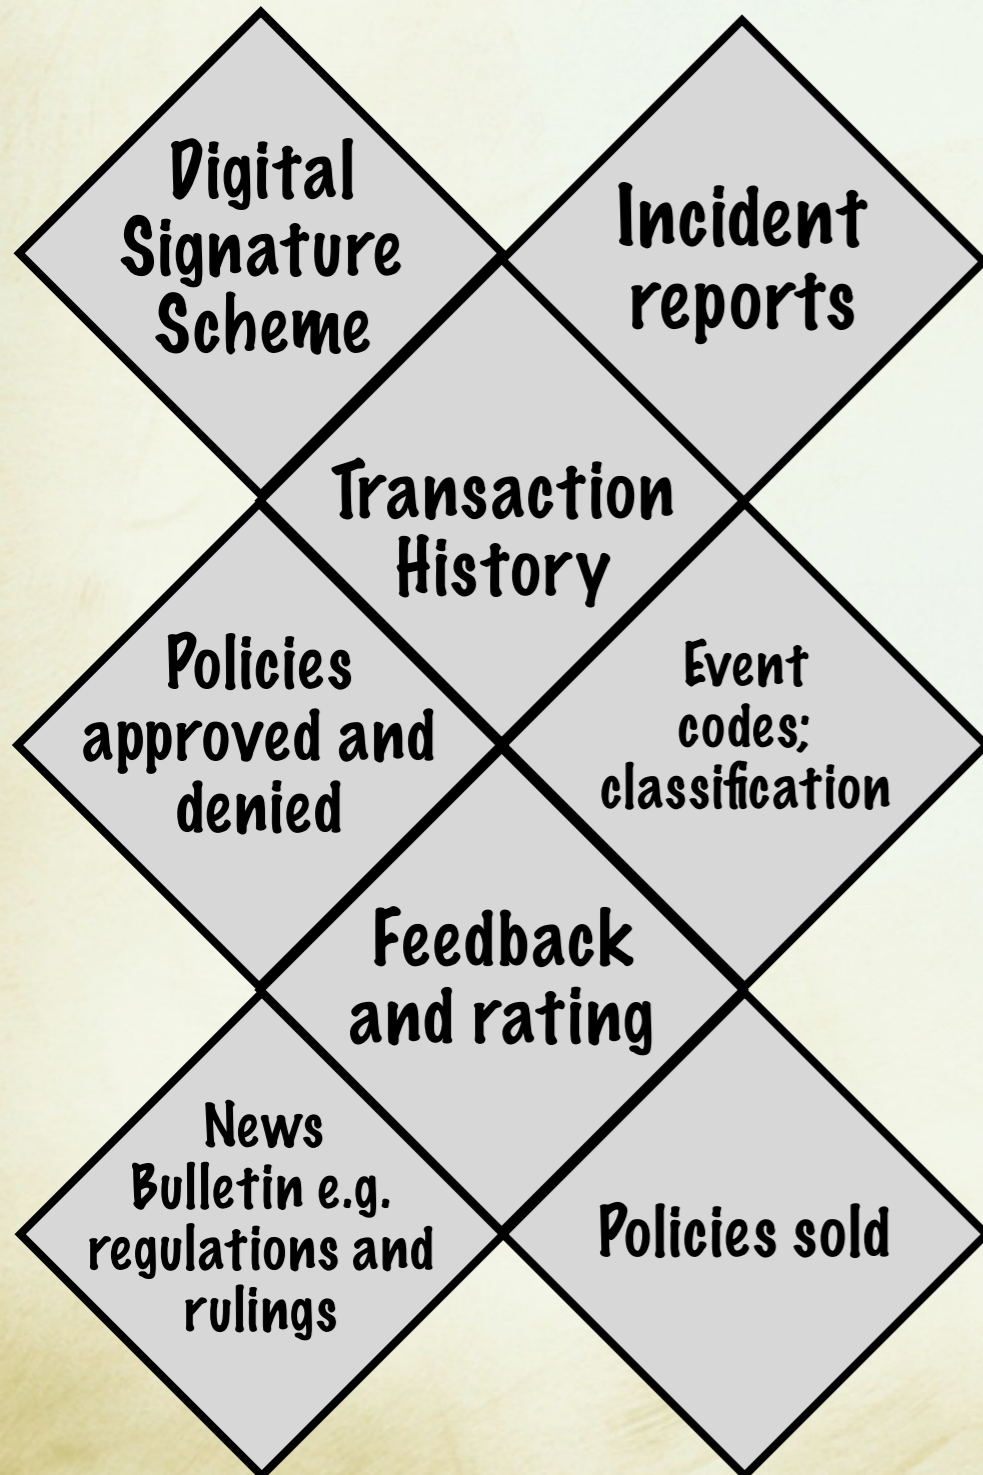 Digital
Signature
Scheme
Incident
reports
Transaction
History
Policies
approved and
denied
Event
codes;
classification
Feedback
and rating
News
Bulletin e.g.
regulations and
rulings
Policies sold